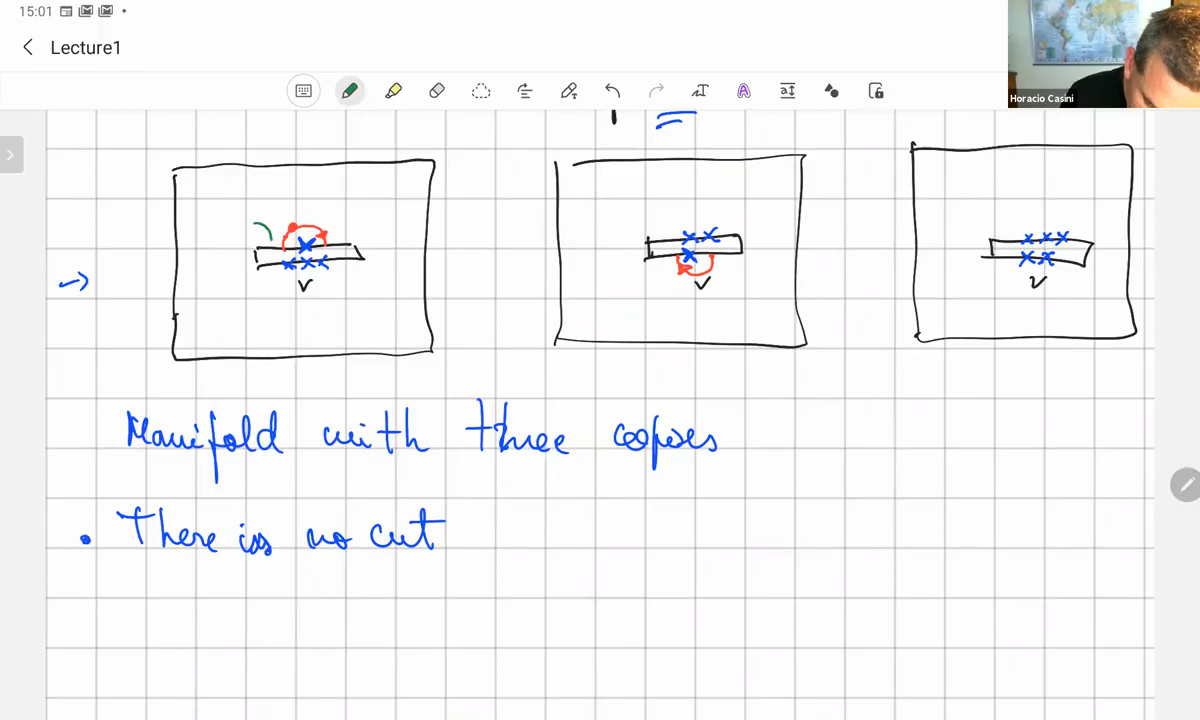 15:01
Lecture1
Horacio Casini
V V V
Manifold with three copies
• There is no cut